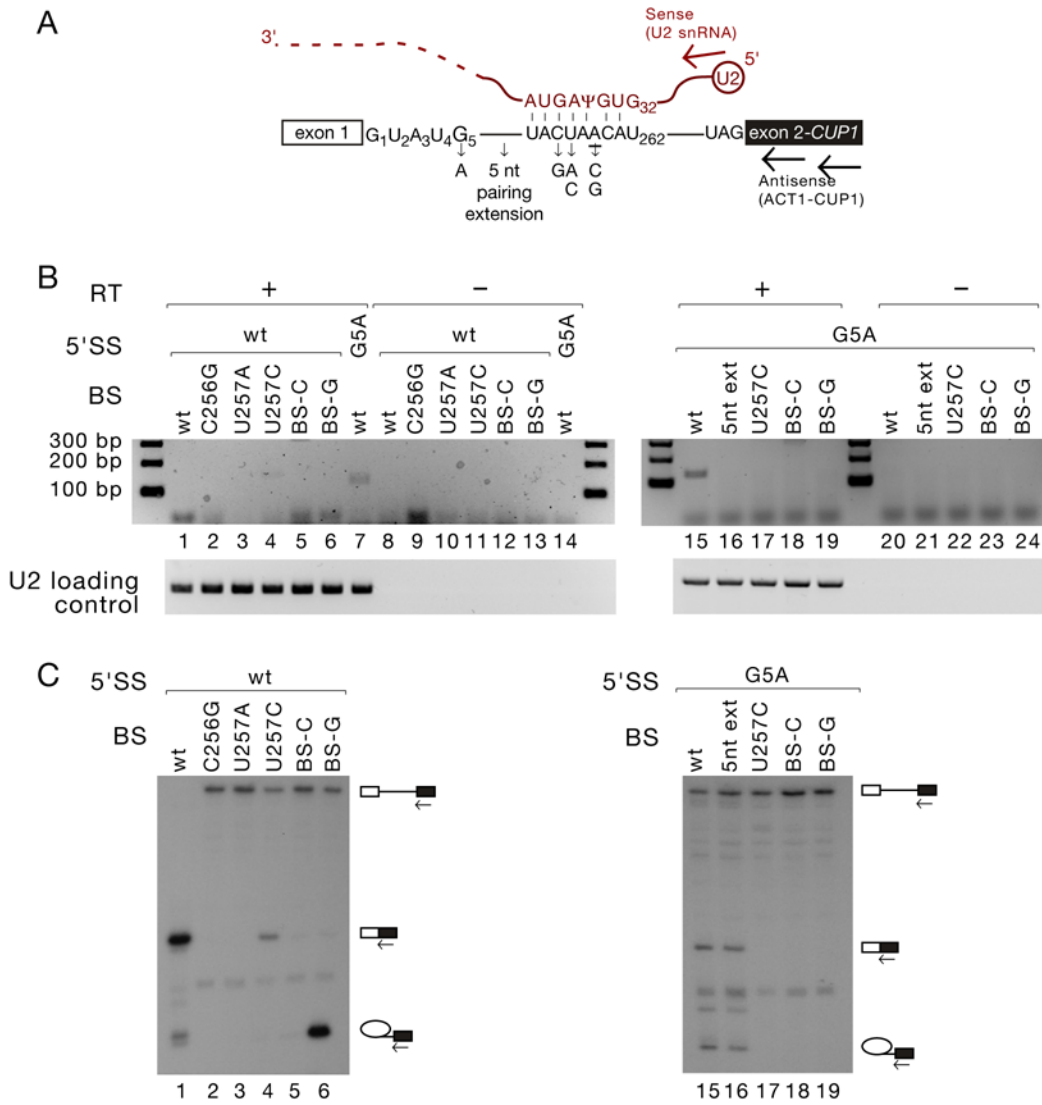 A
Sense
(U2 snRNA)
3'
5'
U2
AUGAΨGUG32
exon 1 G1U2A3U4G5 UACUAACAU262 UAG exon 2-CUP1
A 5 nt GA C
pairing C G
extension
Antisense
(ACT1-CUP1)
B
RT + − + −
5'SS wt G5A wt G5A G5A
BS wt C256G U257A U257C BS-C BS-G wt wt C256G U257A U257C BS-C BS-G wt wt 5nt ext U257C BS-C BS-G wt 5nt ext U257C BS-C BS-G
300 bp
200 bp
100 bp
1 2 3 4 5 6 7 8 9 10 11 12 13 14 15 16 17 18 19 20 21 22 23 24
U2 loading
control
C
5'SS wt 5'SS G5A
BS wt C256G U257A U257C BS-C BS-G BS wt 5nt ext U257C BS-C BS-G
1 2 3 4 5 6 15 16 17 18 19